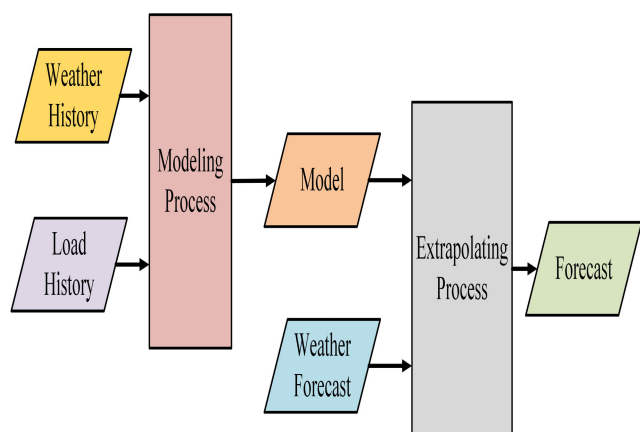 Weather
History
Load
History
Modeling
Process
Model
Weather
Forecast
Extrapolating
Process
Forecast